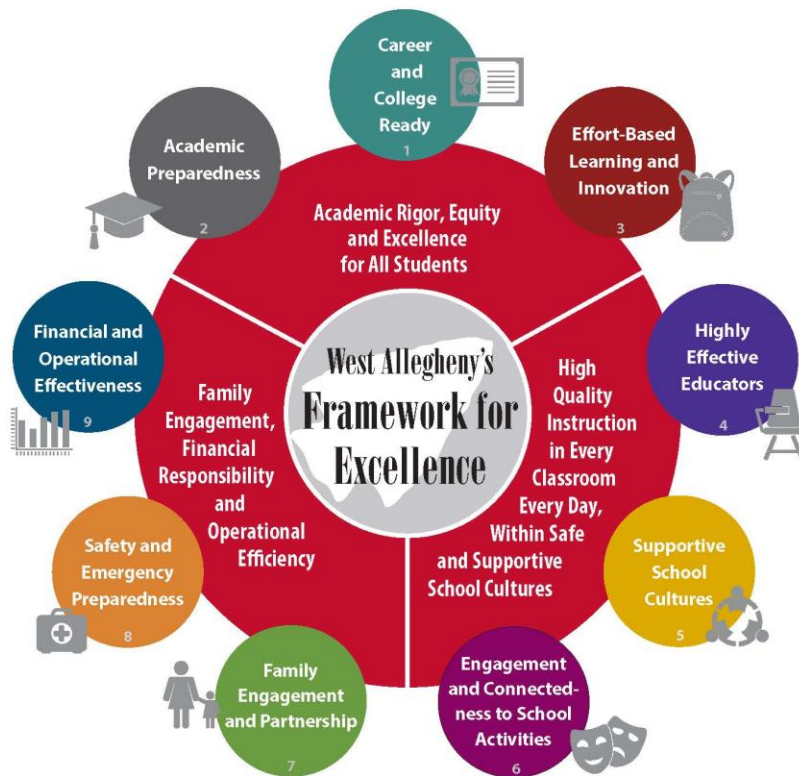 West Allegheny's
Framework for
Excellence
Academic Rigor, Equity
and Excellence
for All Students
High
Quality
Instruction
in Every
Classroom
Every Day,
Within Safe
and Supportive
School Cultures
Family
Engagement,
Financial
Responsibility
and
Operational
Efficiency
Career
and
College
Ready
1
Academic
Preparedness
2
Effort-Based
Learning and
Innovation
3
Highly
Effective
Educators
4
Supportive
School
Cultures
5
Engagement
and Connected-
ness to School
Activities
6
Family
Engagement
and Partnership
7
Safety and
Emergency
Preparedness
8
Financial and
Operational
Effectiveness
9